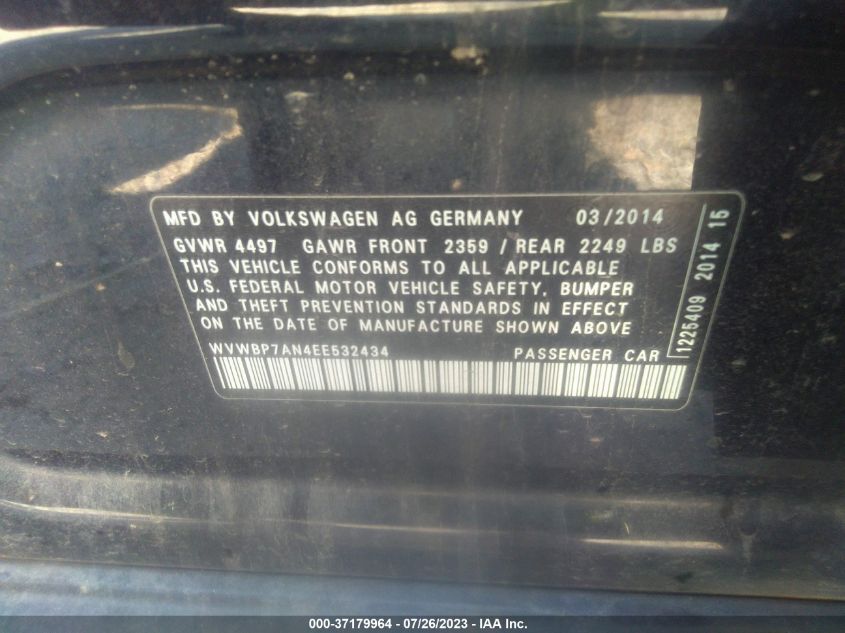 MFD BY VOLKSWAGEN AG GERMANY 03/2014
GVWR 4497 GAWR FRONT 2359 / REAR 2249 LBS
THIS VEHICLE CONFORMS TO ALL APPLICABLE
U.S. FEDERAL MOTOR VEHICLE SAFETY, BUMPER
AND THEFT PREVENTION STANDARDS IN EFFECT
ON THE DATE OF MANUFACTURE SHOWN ABOVE
WVWBP7AN4EE532434 PASSENGER CAR
1225409 2014 15
000-37179964 - 07/26/2023 - IAA Inc.